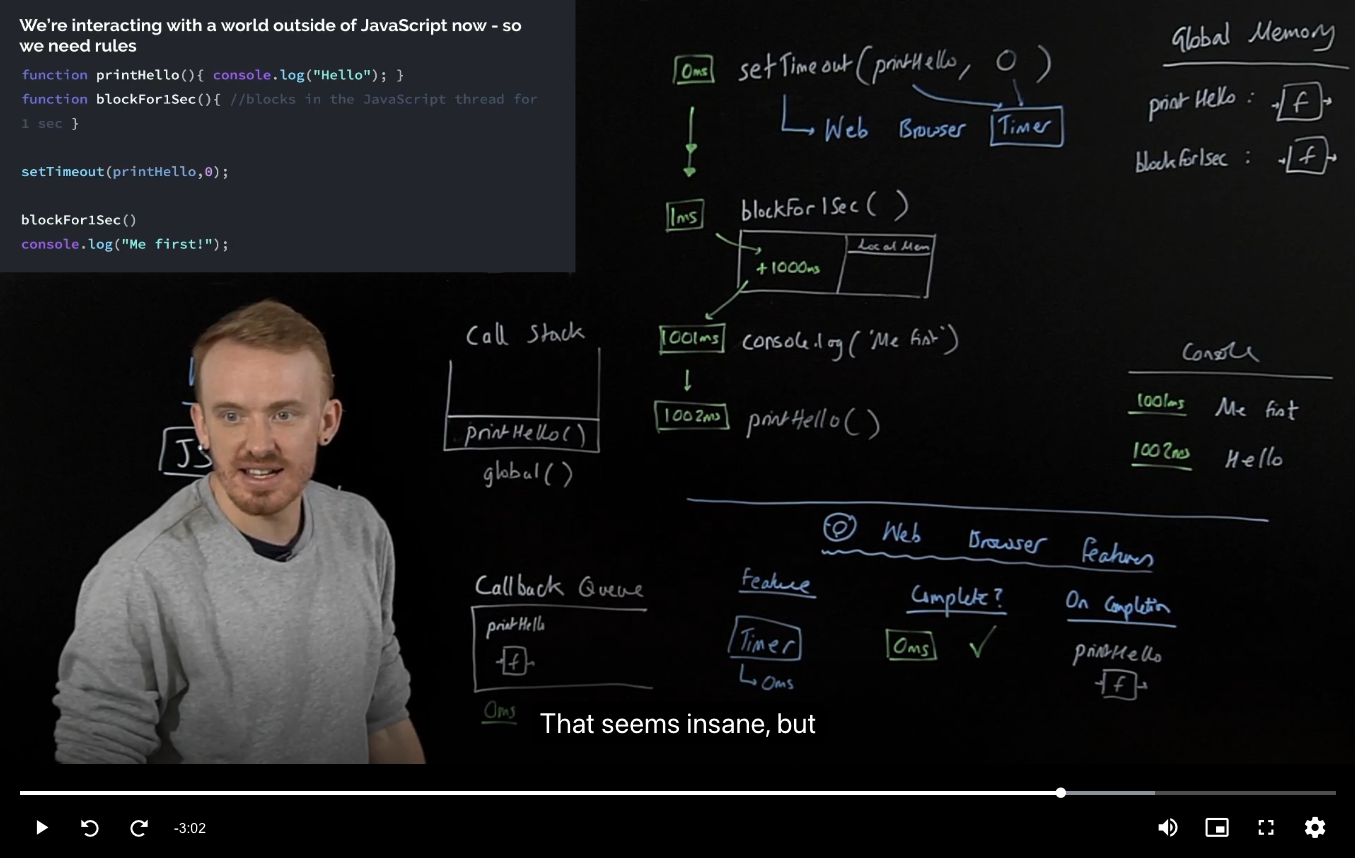 We're interacting with a world outside of JavaScript now - so
we need rules
function printHello(){ console.log("Hello"); }
function blockFor1Sec(){ //blocks in the JavaScript thread for
1 sec }
setTimeout(printHello,0);
blockFor1Sec()
console.log("Me first!");
0ms setTimeout(printHello, 0)
Web Browser Timer
1ms blockFor1Sec()
Local Mem
+1000ms
1001ms console.log('Me first')
1002ms printHello()
Global Memory
printHello : f
blockFor1sec : f
Call Stack
printHello()
global()
JS
Console
1001ms Me first
1002ms Hello
Web Browser Features
Feature Complete? On Completion
Timer 0ms ✓ printHello
0ms f
Callback Queue
printHello
f
0ms
That seems insane, but
-3:02